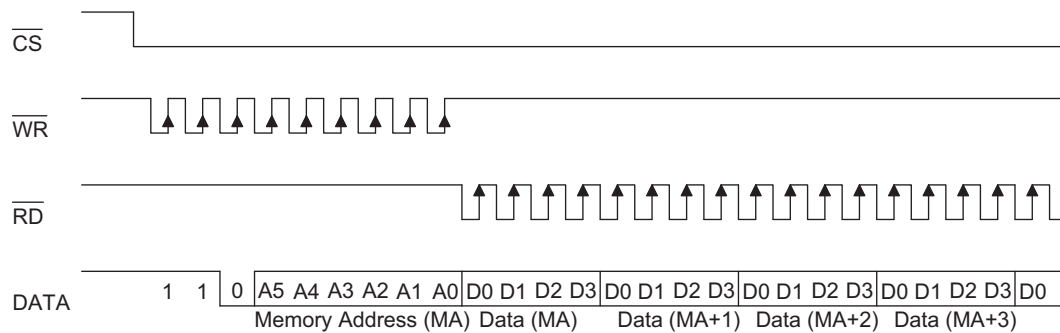 CS
WR
RD
DATA 1 1 0 A5 A4 A3 A2 A1 A0 D0 D1 D2 D3 D0 D1 D2 D3 D0 D1 D2 D3 D0 D1 D2 D3 D0
Memory Address (MA) Data (MA) Data (MA+1) Data (MA+2) Data (MA+3)